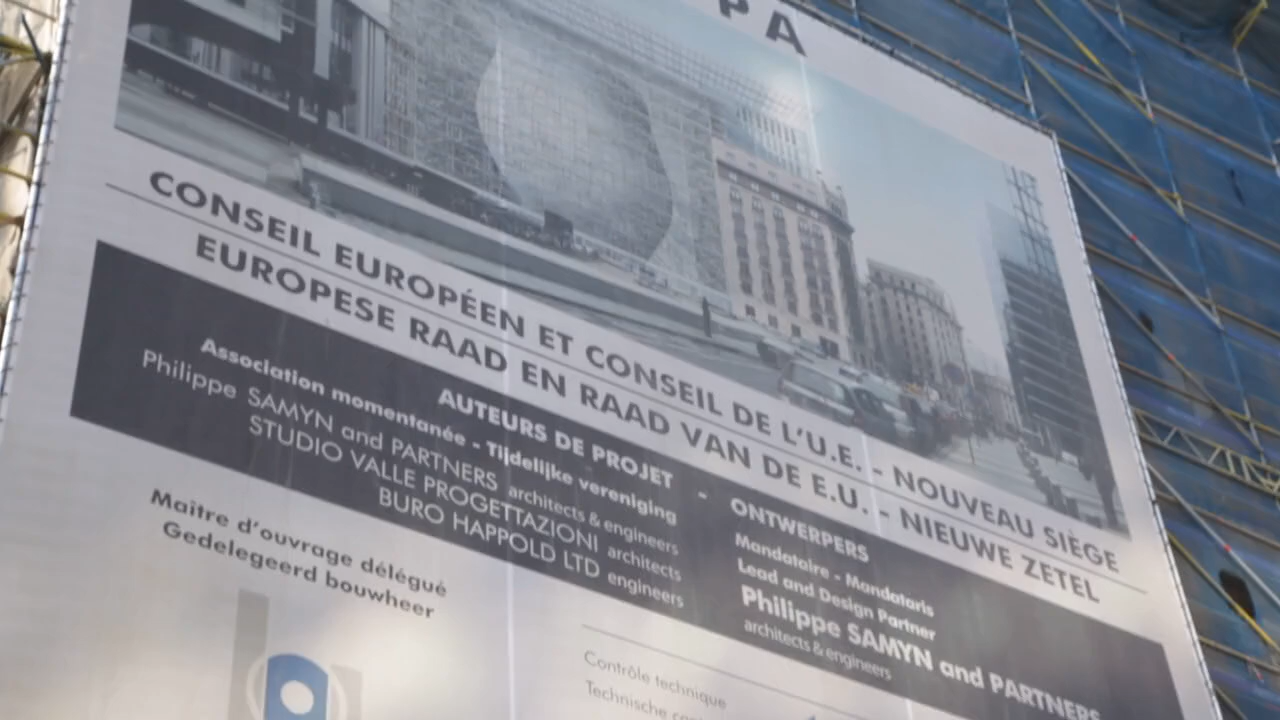 PA
CONSEIL EUROPÉEN ET CONSEIL DE L'U.E. - NOUVEAU SIÈGE
EUROPESE RAAD EN RAAD VAN DE E.U. - NIEUWE ZETEL
AUTEURS DE PROJET - ONTWERPERS
Association momentanée - Tijdelijke vereniging
Philippe SAMYN and PARTNERS architects & engineers
STUDIO VALLE PROGETTAZIONI architects
BURO HAPPOLD LTD engineers
Mandataire - Mandataris
Lead and Design Partner
Philippe SAMYN and PARTNERS
architects & engineers
Maître d'ouvrage délégué
Gedelegeerd bouwheer
Contrôle technique
Technische